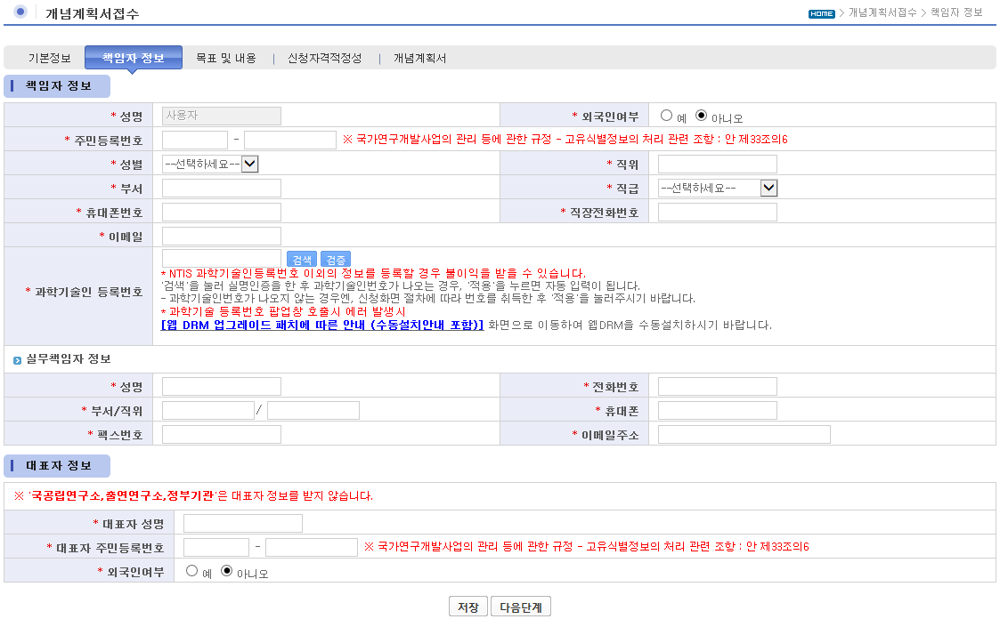 개념계획서접수
HOME > 개념계획서접수 > 책임자 정보
기본정보 책임자 정보 목표 및 내용 | 신청자격적정성 | 개념계획서
책임자 정보
* 성명 사용자 * 외국인여부 예 아니오
* 주민등록번호 - ※ 국가연구개발사업의 관리 등에 관한 규정 - 고유식별정보의 처리 관련 조항 : 안 제33조의6
* 성별 --선택하세요-- * 직위
* 부서 * 직급 --선택하세요--
* 휴대폰번호 * 직장전화번호
* 이메일
* 과학기술인 등록번호 검색 검증
* NTIS 과학기술인등록번호 이외의 정보를 등록할 경우 불이익을 받을 수 있습니다.
'검색'을 눌러 실명인증을 한 후 과학기술인번호가 나오는 경우, '적용'을 누르면 자동 입력이 됩니다.
- 과학기술인번호가 나오지 않는 경우엔, 신청화면 절차에 따라 번호를 취득한 후 '적용'을 눌러주시기 바랍니다.
* 과학기술 등록번호 팝업창 호출시 에러 발생시
[웹 DRM 업그레이드 패치에 따른 안내 (수동설치안내 포함)] 화면으로 이동하여 웹DRM을 수동설치하시기 바랍니다.
실무책임자 정보
* 성명 * 전화번호
* 부서/직위 / * 휴대폰
* 팩스번호 * 이메일주소
대표자 정보
※ '국공립연구소,출연연구소,정부기관'은 대표자 정보를 받지 않습니다.
* 대표자 성명
* 대표자 주민등록번호 - ※ 국가연구개발사업의 관리 등에 관한 규정 - 고유식별정보의 처리 관련 조항 : 안 제33조의6
* 외국인여부 예 아니오
저장 다음단계